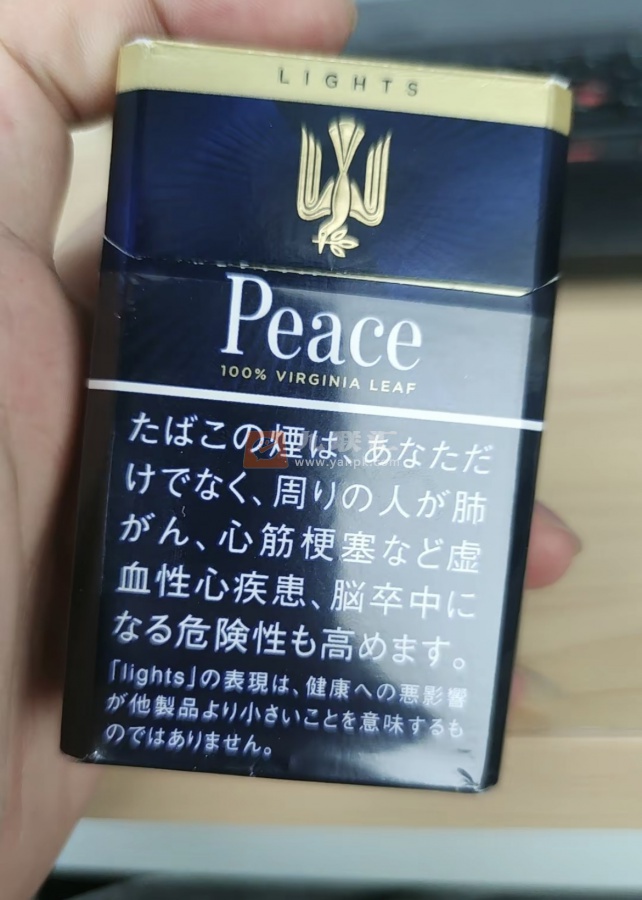 LIGHTS
Peace
100% VIRGINIA LEAF
たばこの煙は、あなただ
www.yanpk.com
けでなく、周りの人が肺
がん、心筋梗塞など虚
血性心疾患、脳卒中に
なる危険性も高めます。
「lights」の表現は、健康への悪影響
が他製品より小さいことを意味するも
のではありません。